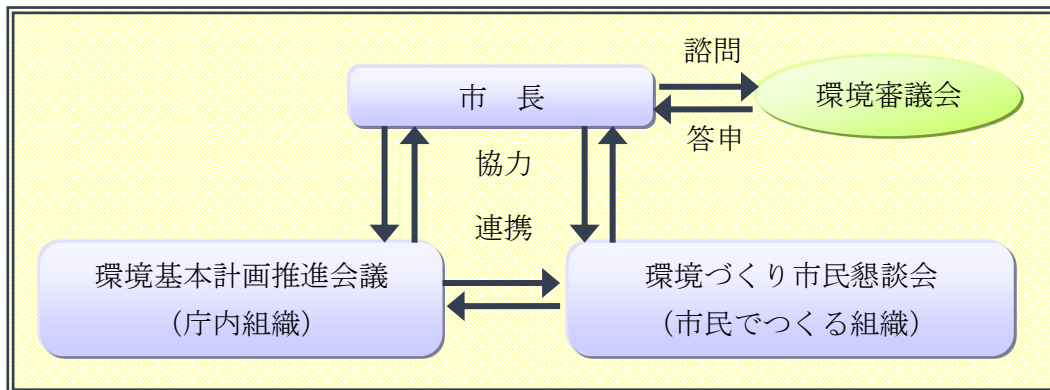 諮問
市　長
環境審議会
答申
協力
連携
環境基本計画推進会議
（庁内組織）
環境づくり市民懇談会
（市民でつくる組織）